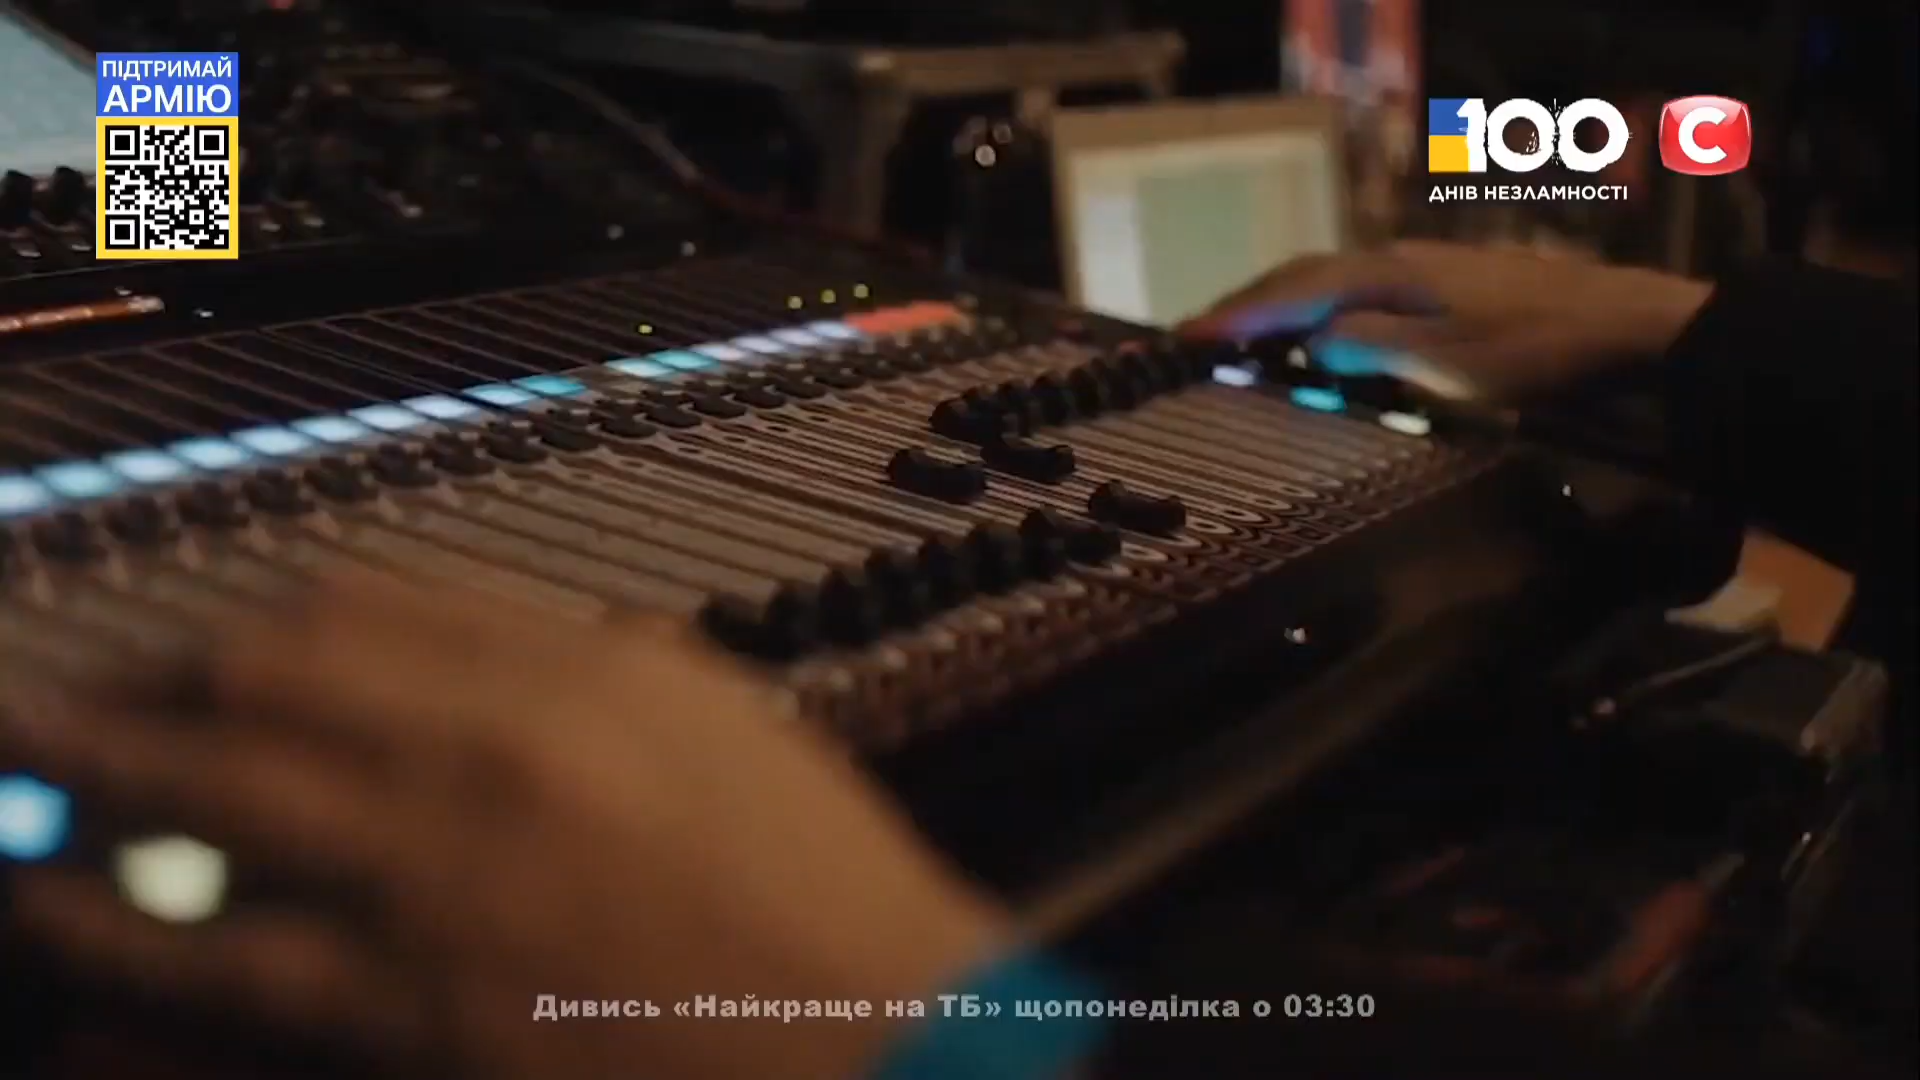 ПІДТРИМАЙ
АРМІЮ
100
ДНІВ НЕЗЛАМНОСТІ
С
Дивись «Найкраще на ТБ» щопонеділка о 03:30